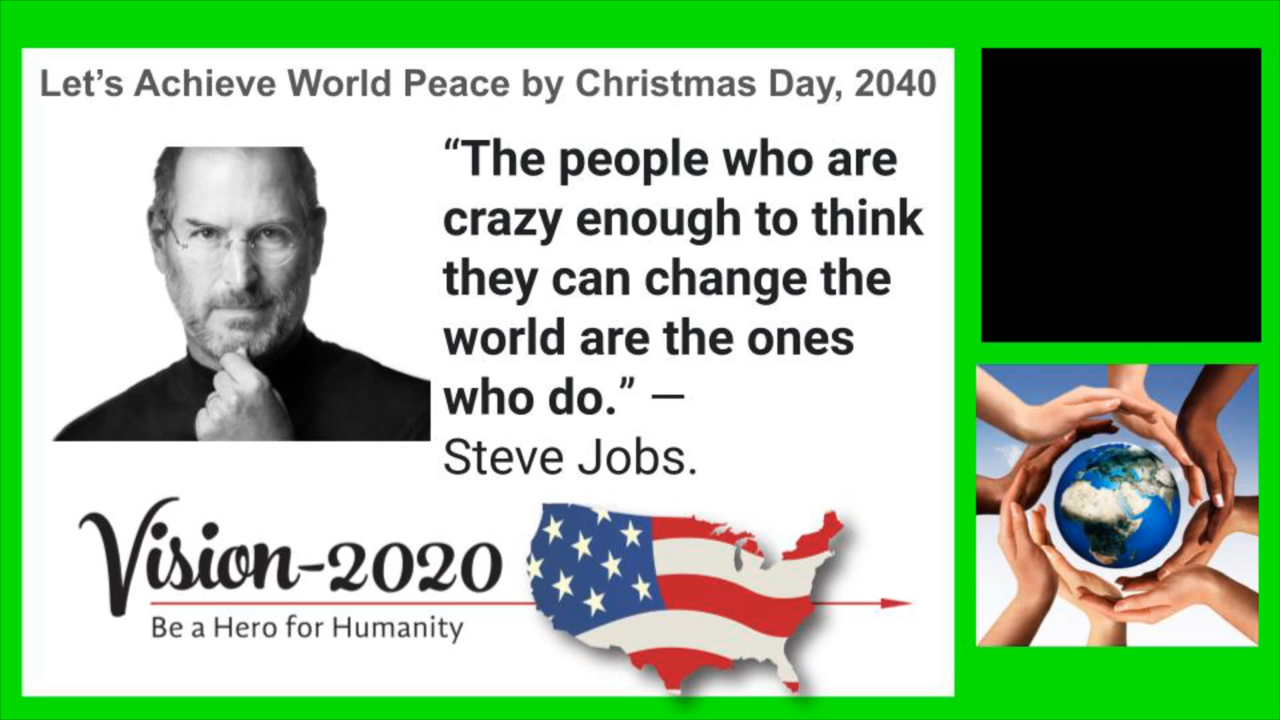 Let’s Achieve World Peace by Christmas Day, 2040
“The people who are
crazy enough to think
they can change the
world are the ones
who do.” —
Steve Jobs.
Vision-2020
Be a Hero for Humanity